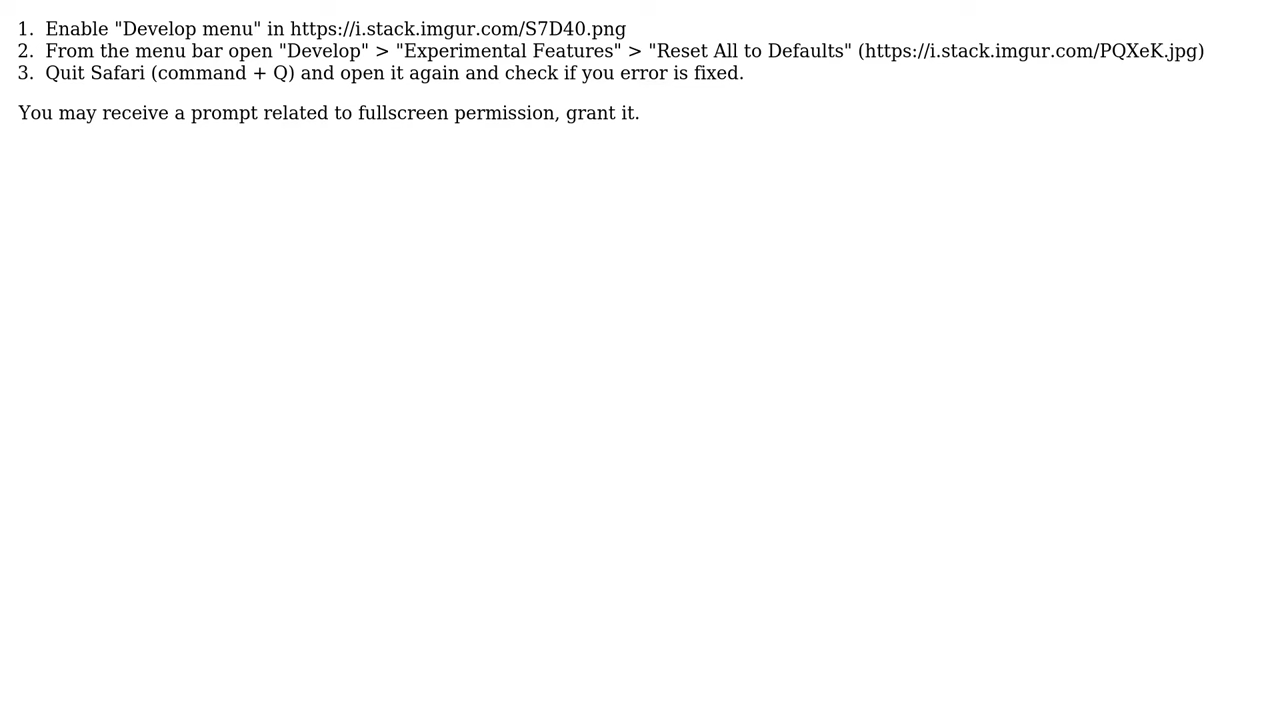 1. Enable "Develop menu" in https://i.stack.imgur.com/S7D40.png
2. From the menu bar open "Develop" > "Experimental Features" > "Reset All to Defaults" (https://i.stack.imgur.com/PQXeK.jpg)
3. Quit Safari (command + Q) and open it again and check if you error is fixed.
You may receive a prompt related to fullscreen permission, grant it.